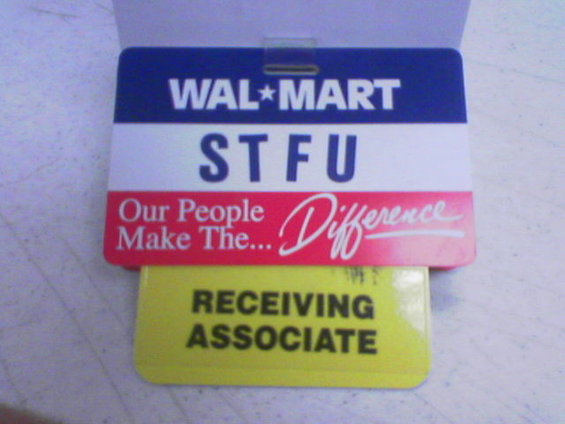 WAL★MART
STFU
Our People
Make The... Difference
RECEIVING
ASSOCIATE